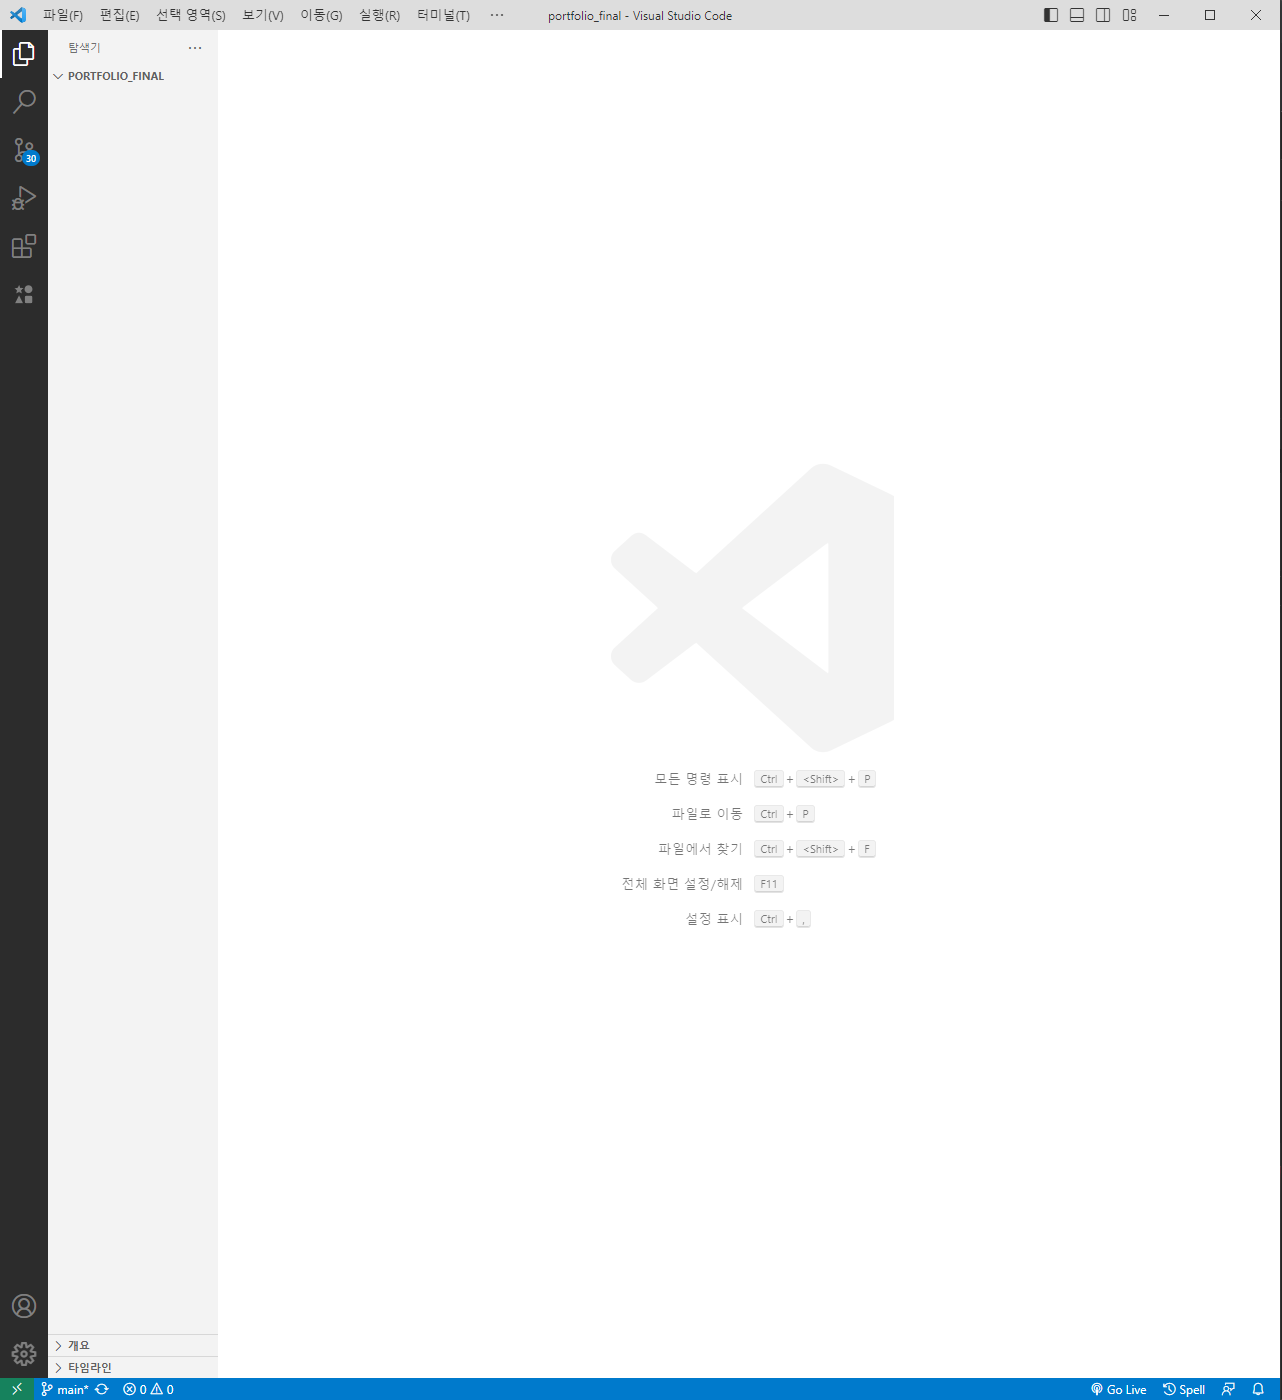 파일(F) 편집(E) 선택 영역(S) 보기(V) 이동(G) 실행(R) 터미널(T) ··· portfolio_final - Visual Studio Code
탐색기 ···
PORTFOLIO_FINAL
30
모든 명령 표시 Ctrl + <Shift> + P
파일로 이동 Ctrl + P
파일에서 찾기 Ctrl + <Shift> + F
전체 화면 설정/해제 F11
설정 표시 Ctrl + ,
개요
타임라인
main* 0 0 Go Live Spell